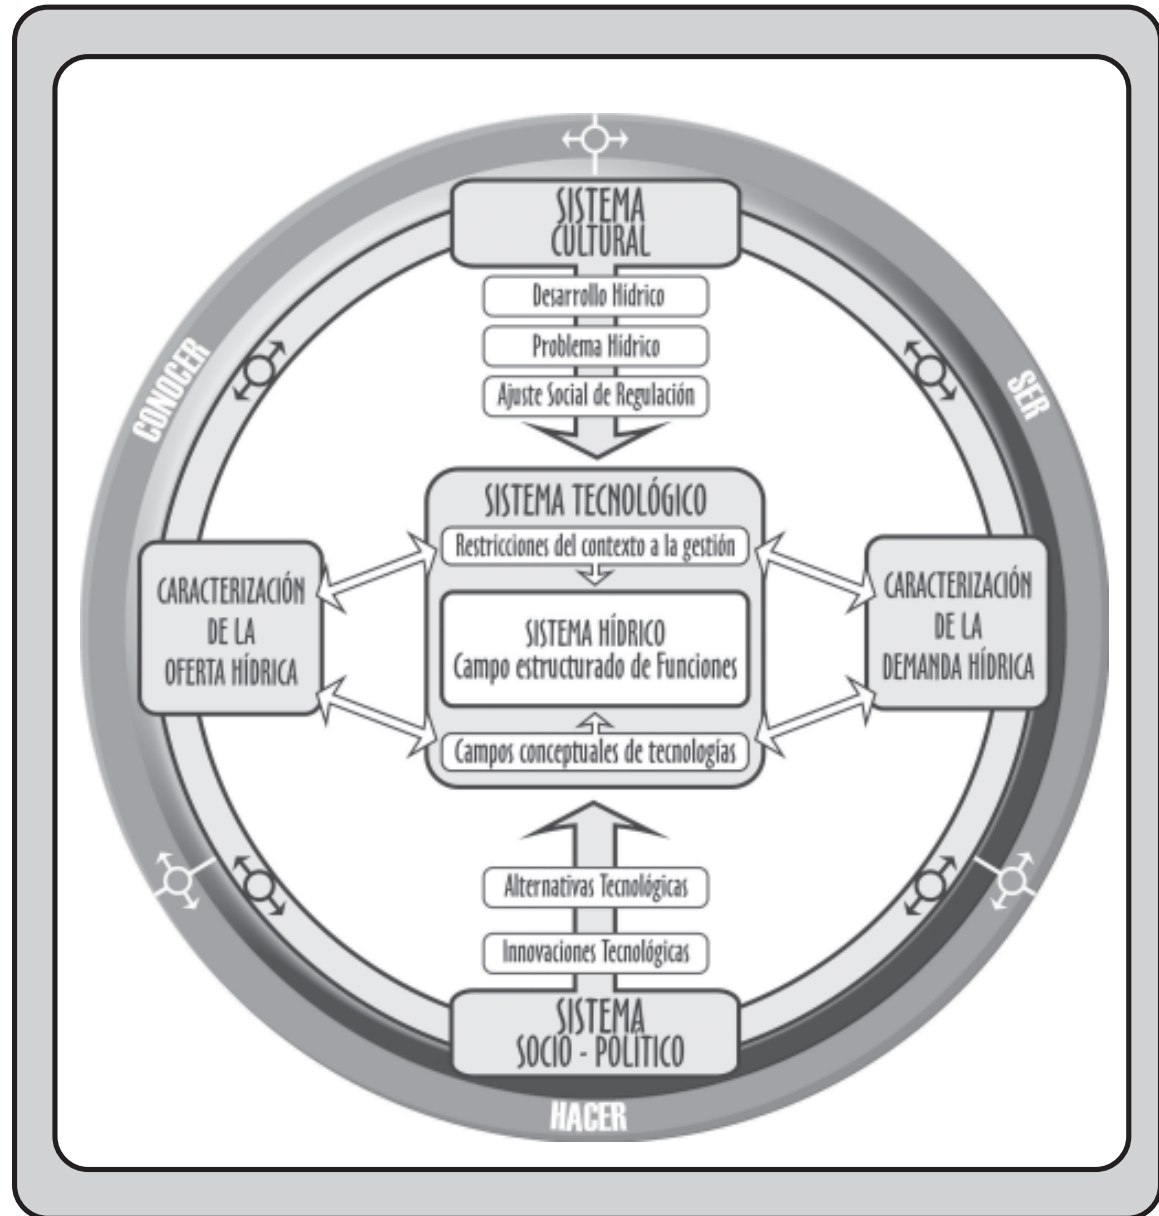 SISTEMA
CULTURAL
Desarrollo Hídrico
Problema Hídrico
Ajuste Social de Regulación
CONOCER
SER
SISTEMA TECNOLÓGICO
Restricciones del contexto a la gestión
CARACTERIZACIÓN
DE LA
OFERTA HÍDRICA
SISTEMA HÍDRICO
Campo estructurado de Funciones
CARACTERIZACIÓN
DE LA
DEMANDA HÍDRICA
Campos conceptuales de tecnologías
Alternativas Tecnológicas
Innovaciones Tecnológicas
SISTEMA
SOCIO - POLÍTICO
HACER